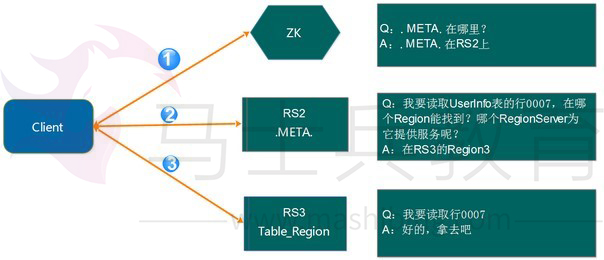 Client
1
ZK
Q：.META.在哪里？
A：.META.在RS2上
2
RS2
.META.
Q：我要读取UserInfo表的行0007，在哪
个Region能找到？哪个RegionServer为
它提供服务呢？
A：在RS3的Region3
3
RS3
Table_Region
Q：我要读取行0007
A：好的，拿去吧
马士兵教育